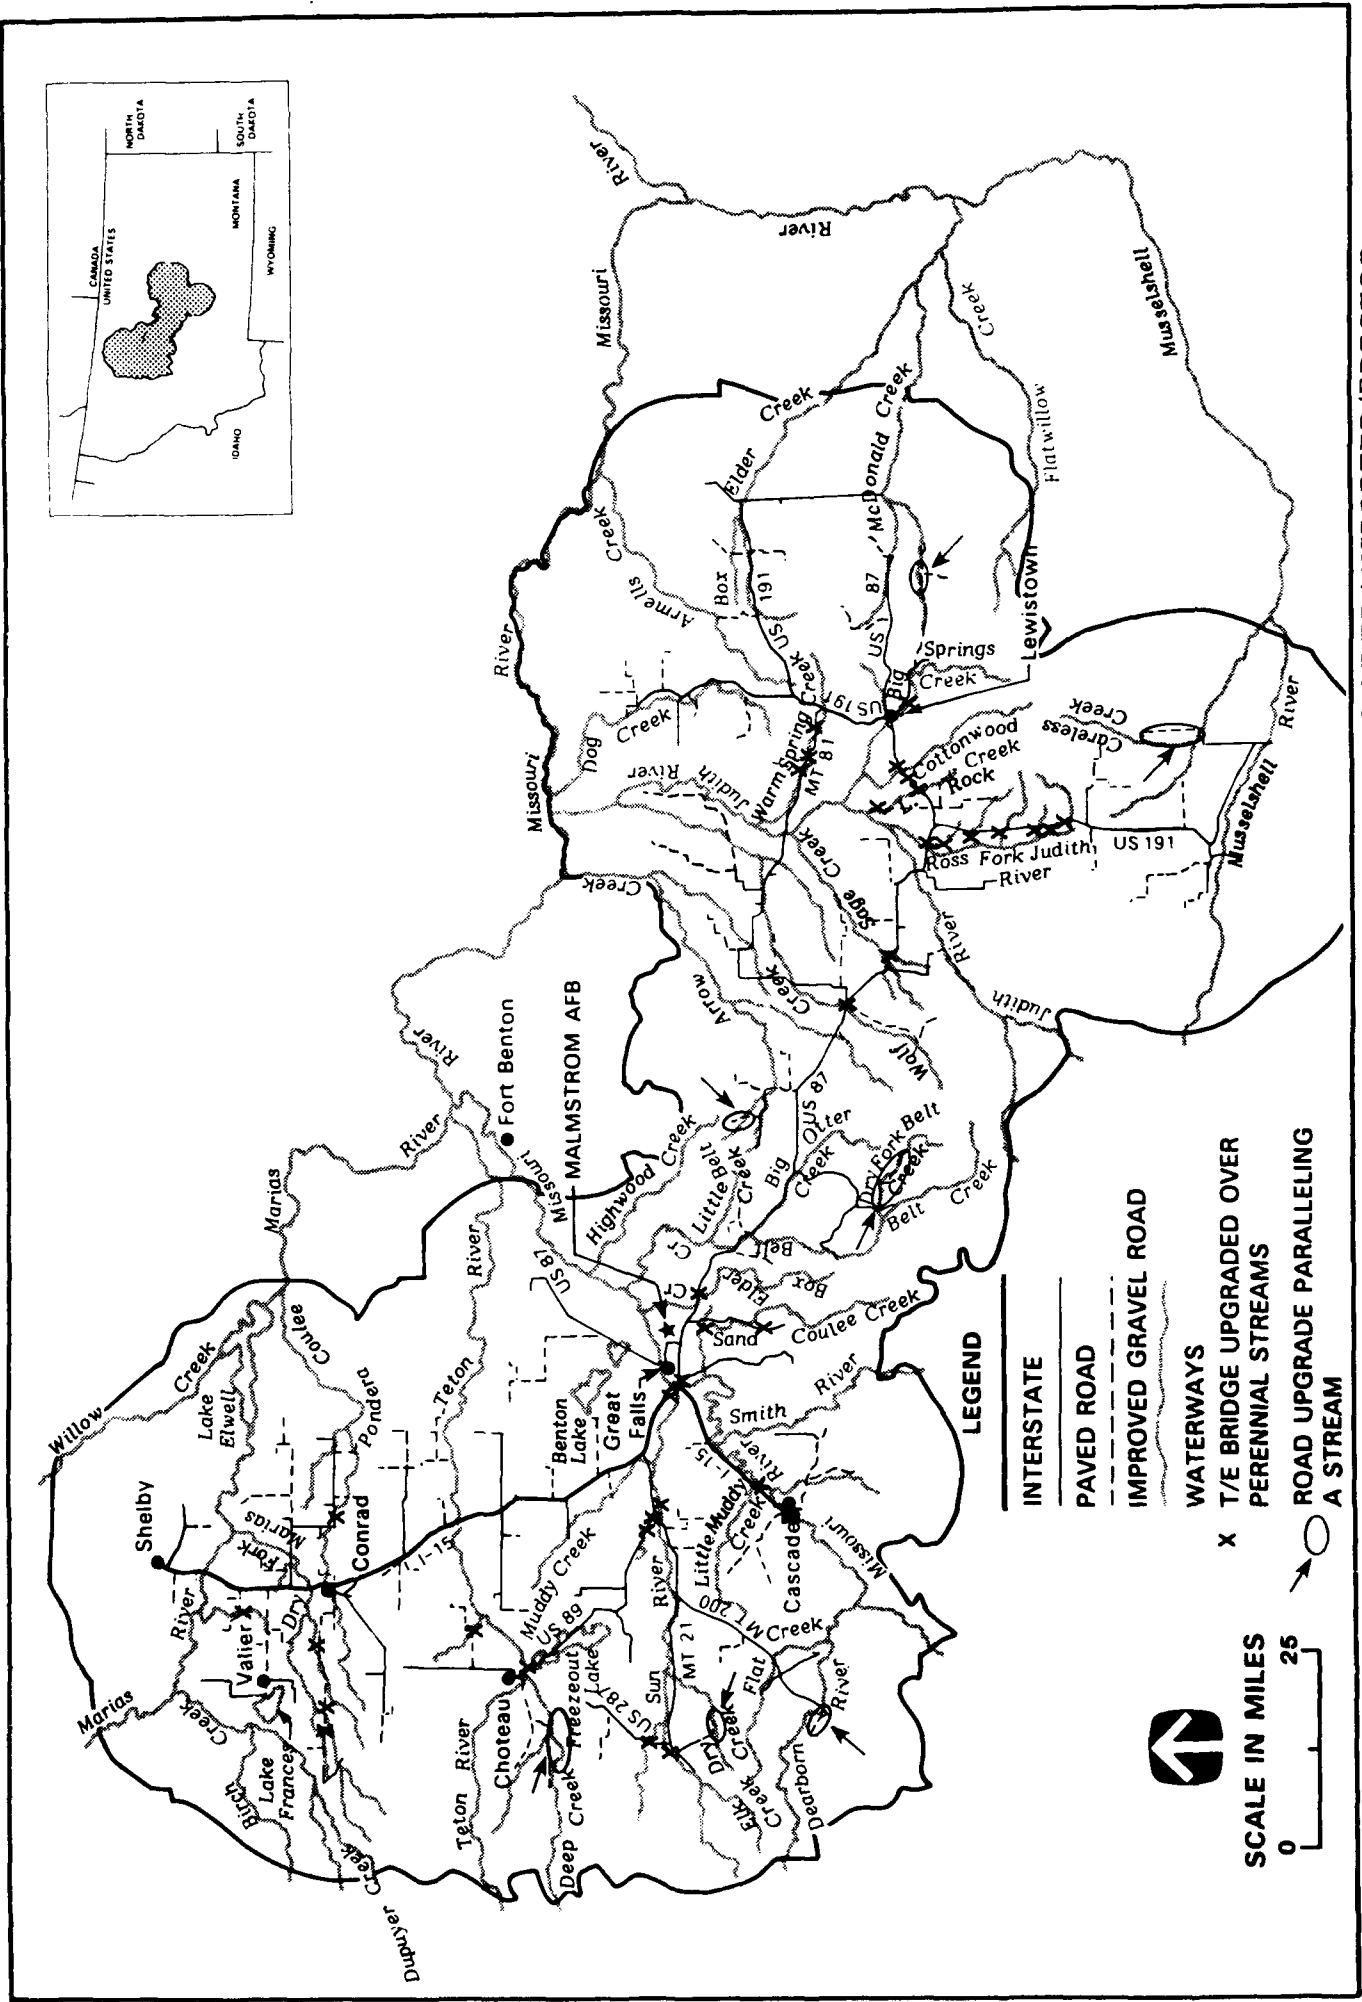 CANADA
UNITED STATES
NORTH
DAKOTA
SOUTH
DAKOTA
MONTANA
WYOMING
IDAHO
Willow
Creek
Marias
River
Shelby
Lake
Elwell
Coulee
Pondera
Marias
River
Marias
River
Valier
Dry
Fork
Marias
Conrad
Birch
Creek
Lake
Frances
Dupuyer
Creek
I-15
Teton
River
Teton River
Choteau
Muddy Creek
US 89
Freezeout
Lake
Deep Creek
US 287
Sun
River
MT 21
MT 200
Dry
Creek
Flat
Creek
Elk
Creek
Dearborn
River
Little Muddy
Creek
Cascade
Missouri
River
I-15
Smith
River
Benton
Lake
Great
Falls
US 87
MALMSTROM AFB
Fort Benton
Missouri
River
Highwood
Creek
Little Belt
Creek
Cr
Cr
Sand
Coulee Creek
Box
Elder
Belt
Big
Otter
Creek
Dry Fork Belt
Creek
Belt
Creek
US 87
Arrow
Creek
Wolf
Creek
Sage
Creek
Judith
River
Judith
River
Missouri
River
Dog
Creek
Warm Spring Creek
MT 81
US 191
US 191
Armells
Creek
Box
Elder
Creek
US 87
McDonald Creek
Big
Springs
Creek
Lewistown
Cottonwood
Creek
Rock
Ross Fork Judith
River
US 191
Careless
Creek
Flatwillow
Creek
Missouri
River
River
Musselshell
Musselshell
River
LEGEND
INTERSTATE
PAVED ROAD
IMPROVED GRAVEL ROAD
WATERWAYS
X T/E BRIDGE UPGRADED OVER
PERENNIAL STREAMS
ROAD UPGRADE PARALLELING
A STREAM
SCALE IN MILES
0 25